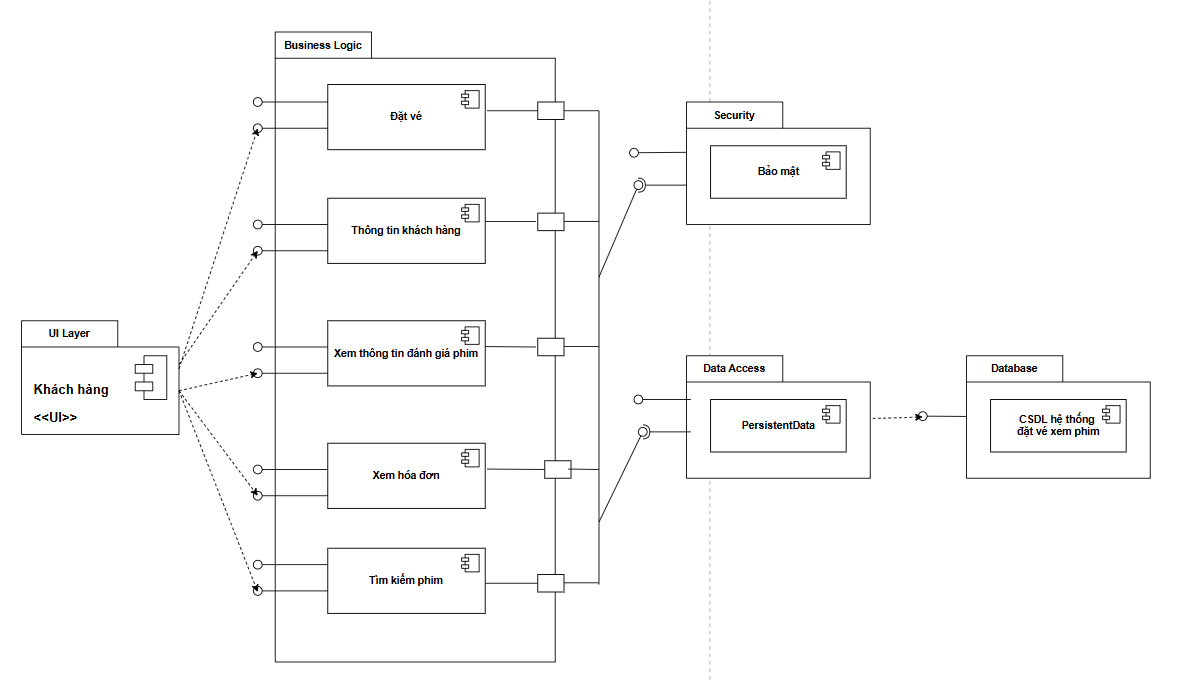 Business Logic
Đặt vé
Thông tin khách hàng
Xem thông tin đánh giá phim
Xem hóa đơn
Tìm kiếm phim
UI Layer
Khách hàng
<<UI>>
Security
Bảo mật
Data Access
PersistentData
Database
CSDL hệ thống
đặt vé xem phim